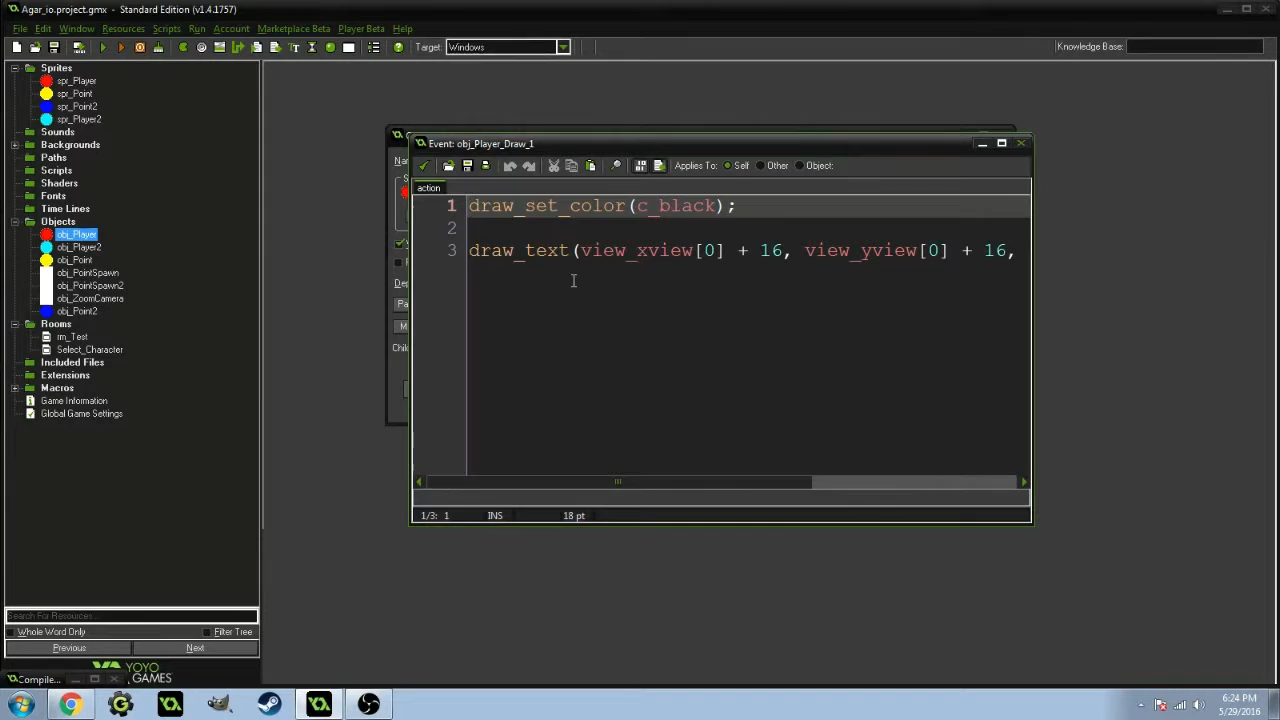 Agar_io.project.gmx - Standard Edition (v1.4.1757)
File Edit Window Resources Scripts Run Account Marketplace Beta Player Beta Help
Target: Windows
Knowledge Base:
Sprites
spr_Player
spr_Point
spr_Point2
spr_Player2
Sounds
Backgrounds
Paths
Scripts
Shaders
Fonts
Time Lines
Objects
obj_Player
obj_Player2
obj_Point
obj_PointSpawn
obj_PointSpawn2
obj_ZoomCamera
obj_Point2
Rooms
rm_Test
Select_Character
Included Files
Extensions
Macros
Game Information
Global Game Settings
Search For Resources...
Whole Word Only Filter Tree
Previous Next
YOYO
GAMES
Compile...
Event: obj_Player_Draw_1
Applies To: Self Other Object:
action
1 draw_set_color(c_black);
2
3 draw_text(view_xview[0] + 16, view_yview[0] + 16,
1/3: 1 INS 18 pt
6:24 PM
5/29/2016